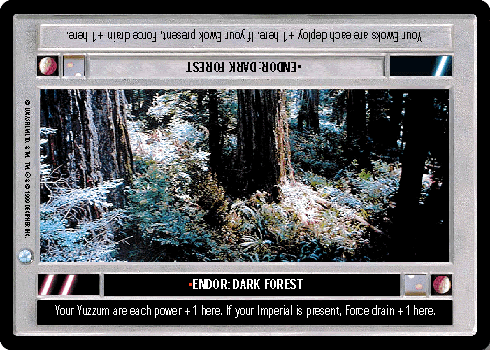 Your Ewoks are each deploy + 1 here. If your Ewok present, Force drain + 1 here.
•ENDOR: DARK FOREST
•ENDOR: DARK FOREST
Your Yuzzum are each power + 1 here. If your Imperial is present, Force drain + 1 here.